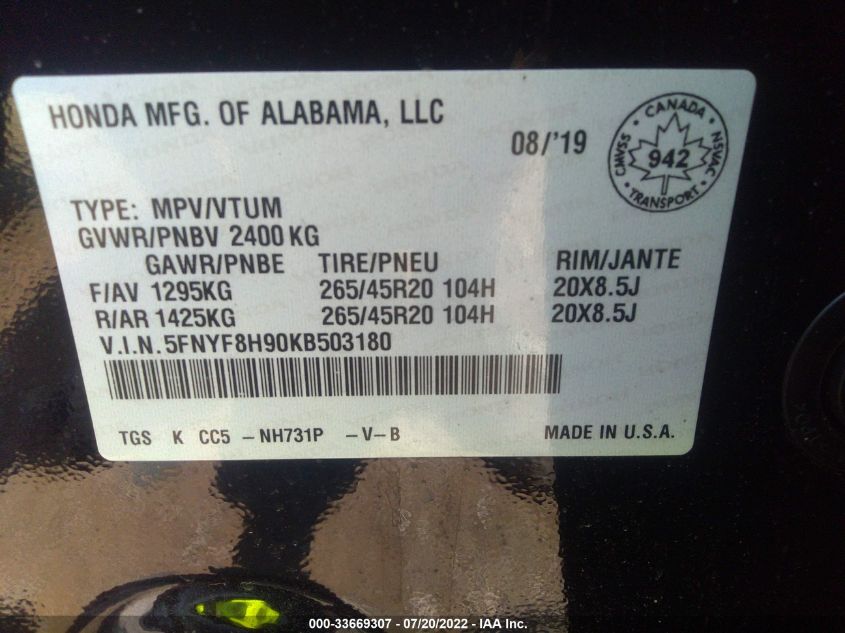 HONDA MFG. OF ALABAMA, LLC
08/'19
CANADA
CMVSS
942
NSVAC
TRANSPORT
TYPE: MPV/VTUM
GVWR/PNBV 2400 KG
GAWR/PNBE TIRE/PNEU RIM/JANTE
F/AV 1295KG 265/45R20 104H 20X8.5J
R/AR 1425KG 265/45R20 104H 20X8.5J
V.I.N. 5FNYF8H90KB503180
TGS K CC5 -NH731P -V-B MADE IN U.S.A.
000-33669307 - 07/20/2022 - IAA Inc.